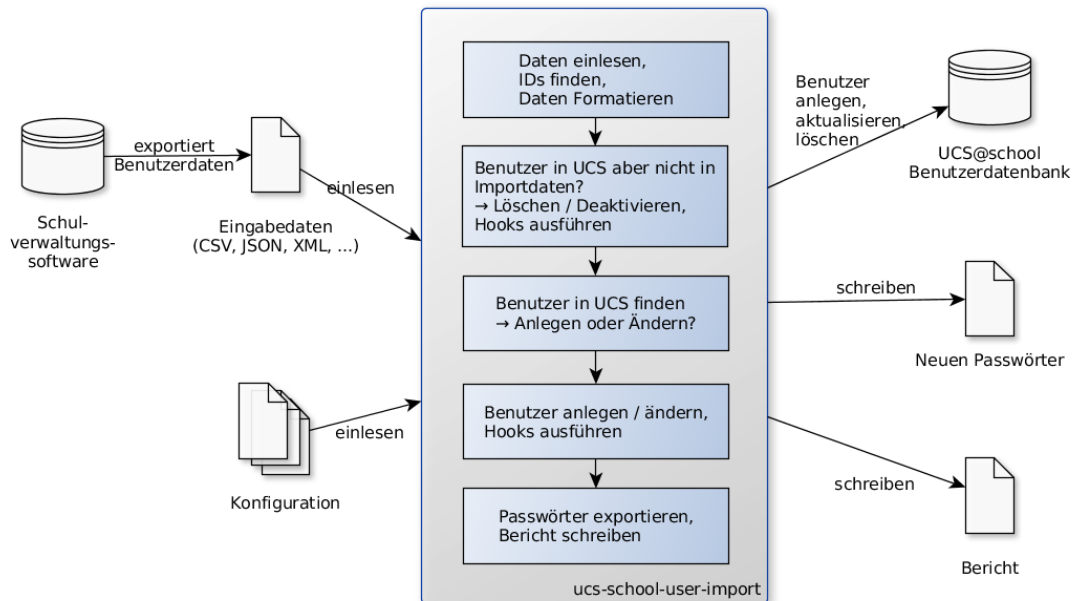 Schul-
verwaltungs-
software
exportiert
Benutzerdaten
Eingabedaten
(CSV, JSON, XML, ...)
einlesen
Konfiguration
einlesen
Daten einlesen,
IDs finden,
Daten Formatieren
Benutzer in UCS aber nicht in
Importdaten?
→ Löschen / Deaktivieren,
Hooks ausführen
Benutzer in UCS finden
→ Anlegen oder Ändern?
Benutzer anlegen / ändern,
Hooks ausführen
Passwörter exportieren,
Bericht schreiben
ucs-school-user-import
Benutzer
anlegen,
aktualisieren,
löschen
UCS@school
Benutzerdatenbank
schreiben
Neuen Passwörter
schreiben
Bericht